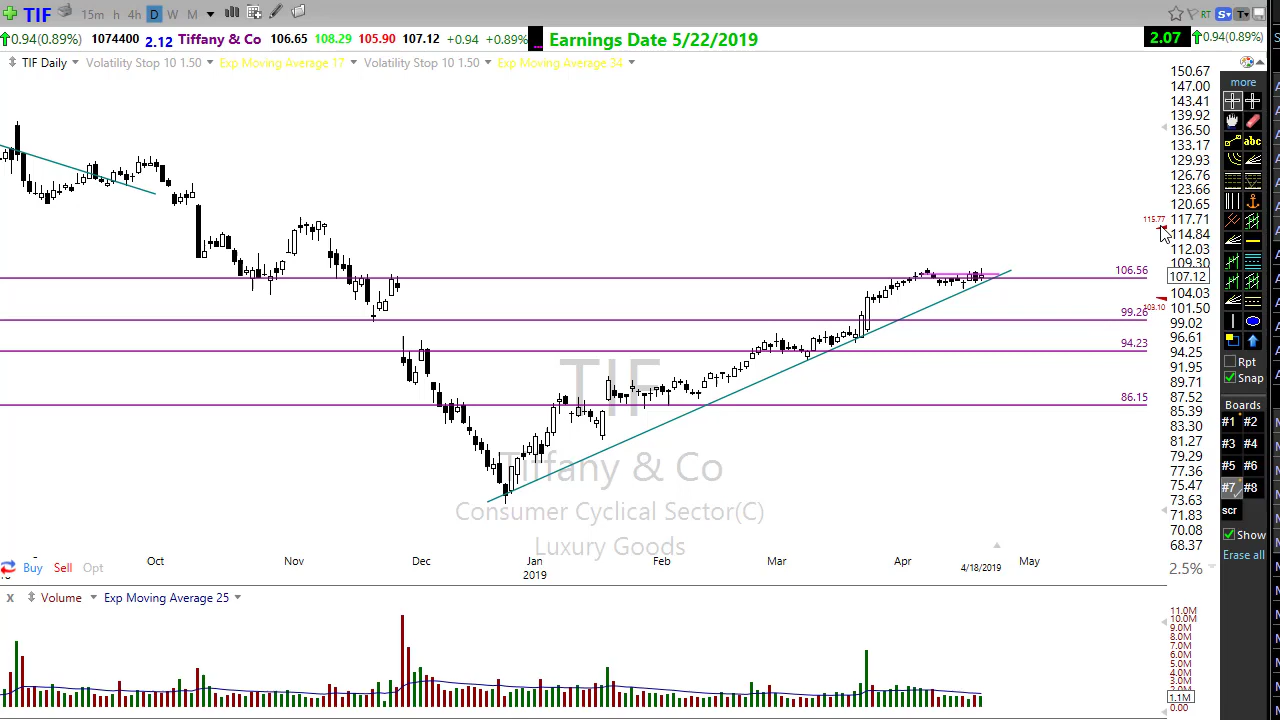 TIF 15m h 4h D W M RT S T
0.94(0.89%) 1074400 2.12 Tiffany & Co 106.65 108.29 105.90 107.12 +0.94 +0.89% Earnings Date 5/22/2019 2.07 0.94(0.89%)
TIF Daily Volatility Stop 10 1.50 Exp Moving Average 17 Volatility Stop 10 1.50 Exp Moving Average 34
150.67
147.00
143.41
139.92
136.50
133.17
129.93
126.76
123.66
120.65
117.71
115.77
114.84
112.03
109.30
106.56
107.12
104.03
103.10
101.50
99.26
99.02
96.61
94.23
94.25
91.95
89.71
87.52
86.15
85.39
83.30
81.27
79.29
77.36
75.47
73.63
71.83
70.08
68.37
TIF
Tiffany & Co
Consumer Cyclical Sector(C)
Luxury Goods
Oct Nov Dec Jan Feb Mar Apr May
2019 4/18/2019
Buy Sell Opt 2.5%
X Volume Exp Moving Average 25
11.0M
10.0M
9.0M
8.0M
7.0M
6.0M
5.0M
4.0M
3.0M
1.1M
0.00
more
abc
Rpt
Snap
Boards
#1 #2
#3 #4
#5 #6
#7 #8
scr
Show
Erase all